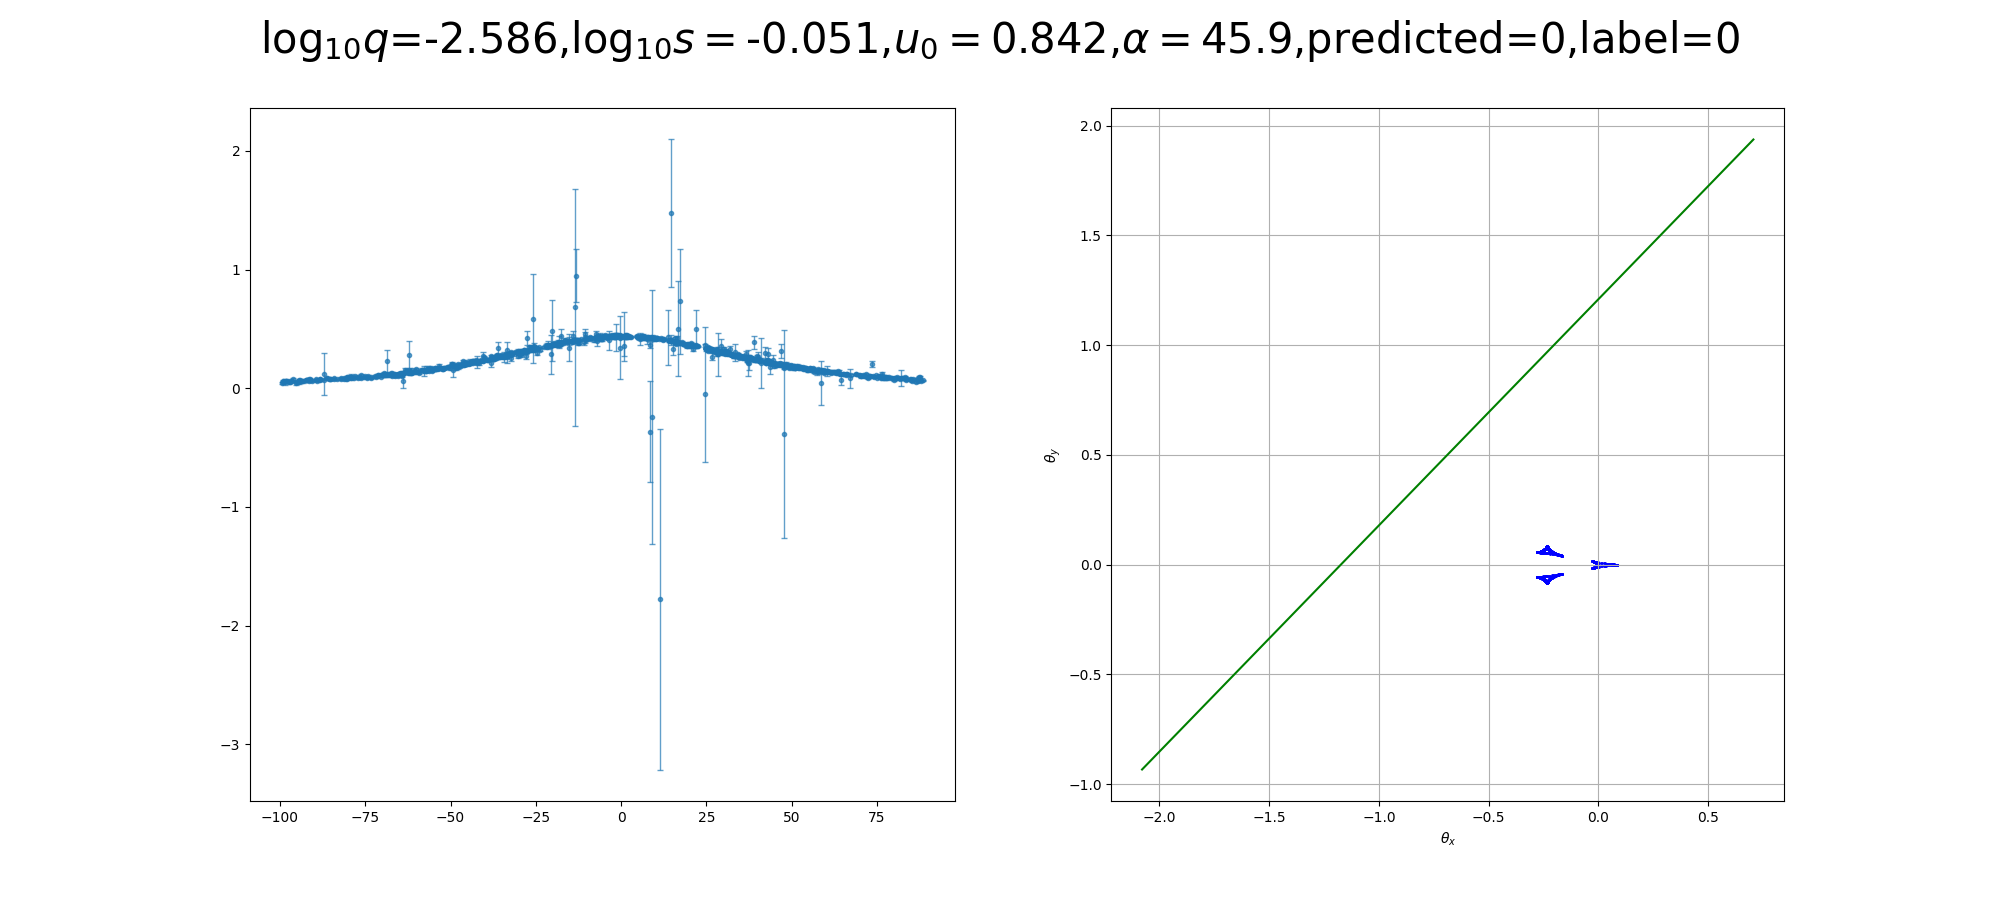 log₁₀q=-2.586,log₁₀s = -0.051,u₀ = 0.842,α = 45.9,predicted=0,label=0
2
1
0
−1
−2
−3
−100 −75 −50 −25 0 25 50 75
2.0
1.5
1.0
0.5
0.0
−0.5
−1.0
θy
−2.0 −1.5 −1.0 −0.5 0.0 0.5
θx